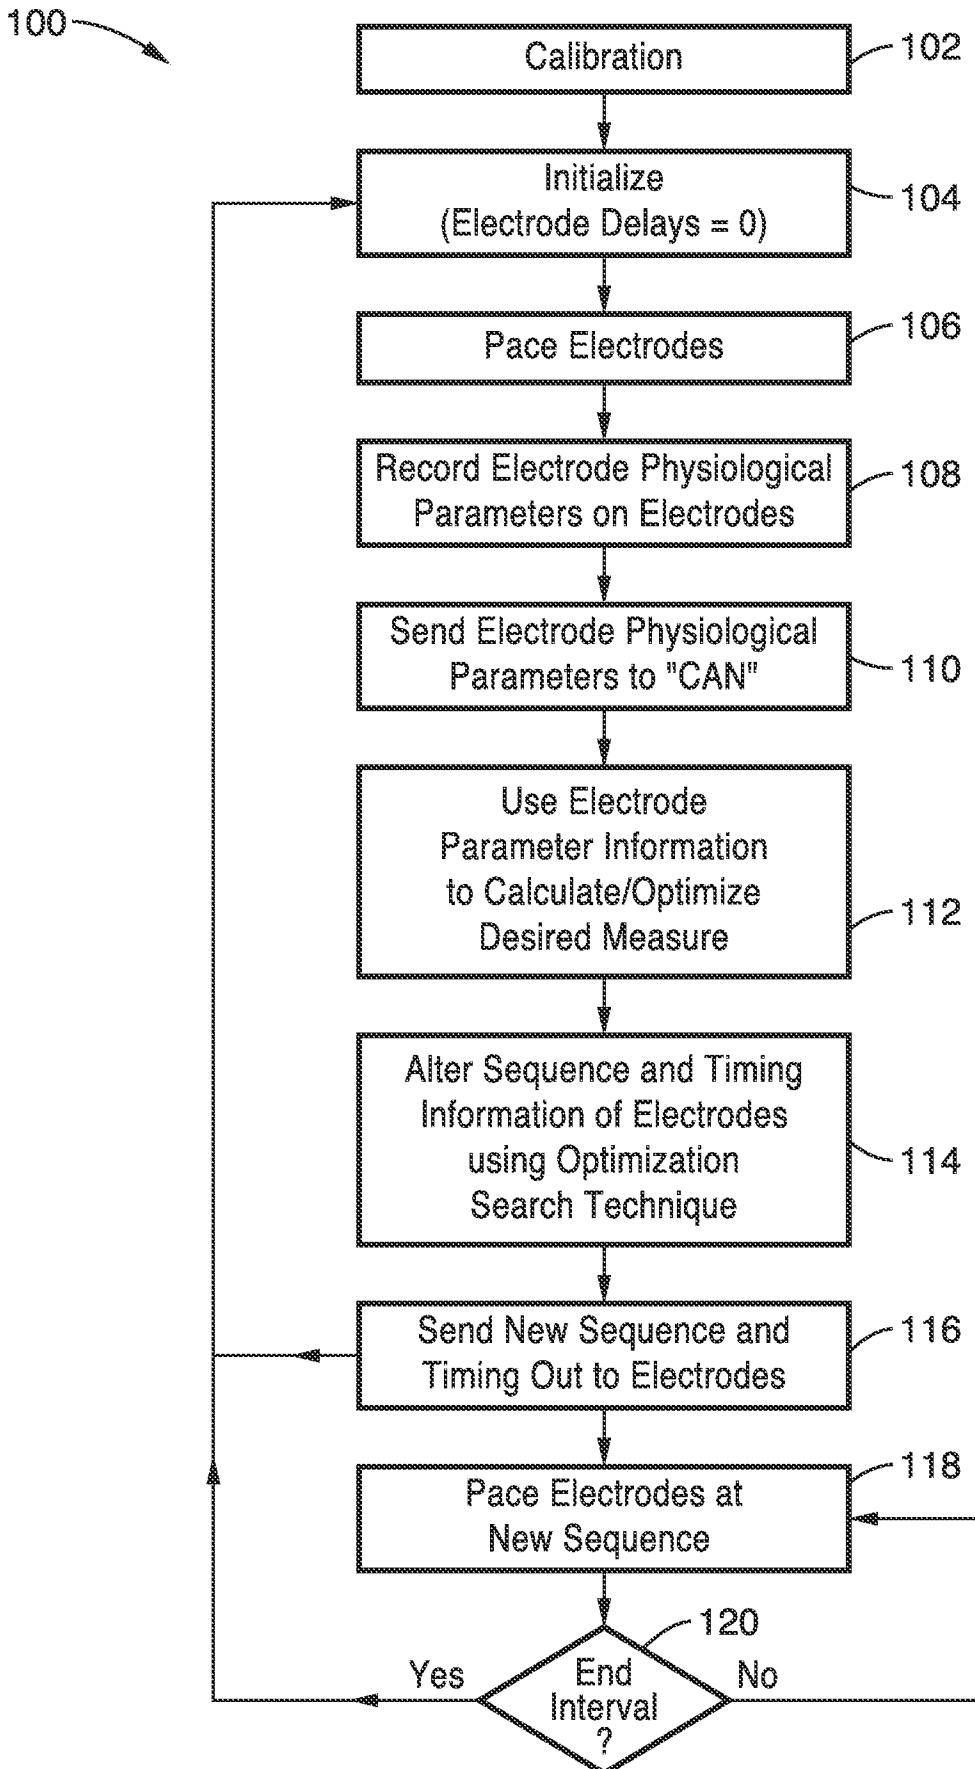 100
Calibration
102
Initialize
(Electrode Delays = 0)
104
Pace Electrodes
106
Record Electrode Physiological
Parameters on Electrodes
108
Send Electrode Physiological
Parameters to "CAN"
110
Use Electrode
Parameter Information
to Calculate/Optimize
Desired Measure
112
Alter Sequence and Timing
Information of Electrodes
using Optimization
Search Technique
114
Send New Sequence and
Timing Out to Electrodes
116
Pace Electrodes at
New Sequence
118
120
Yes
End
Interval
?
No